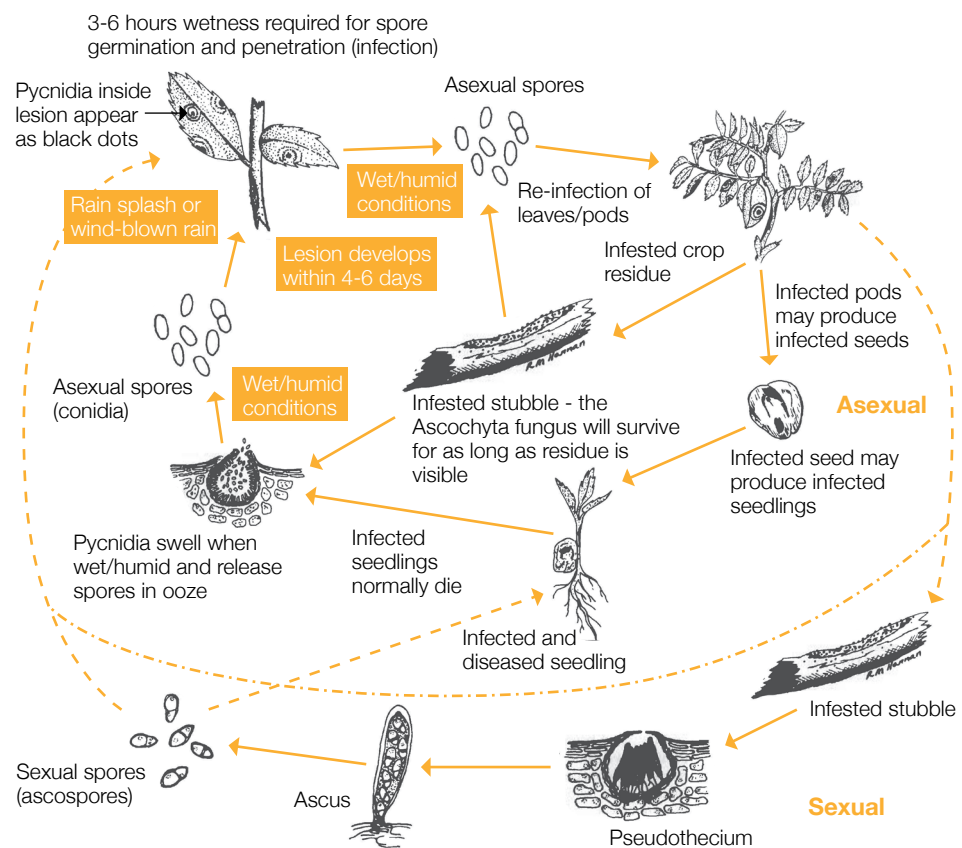 3-6 hours wetness required for spore
germination and penetration (infection)
Pycnidia inside
lesion appear
as black dots
Asexual spores
Wet/humid
conditions
Rain splash or
wind-blown rain
Re-infection of
leaves/pods
Lesion develops
within 4-6 days
Infested crop
residue
Infected pods
may produce
infected seeds
R M Hannan
Asexual spores
(conidia)
Wet/humid
conditions
Infested stubble - the
Ascochyta fungus will survive
for as long as residue is
visible
Asexual
Infected seed may
produce infected
seedlings
Pycnidia swell when
wet/humid and release
spores in ooze
Infected
seedlings
normally die
Infected and
diseased seedling
R M Hannan
Infested stubble
Sexual spores
(ascospores)
Ascus
Pseudothecium
Sexual